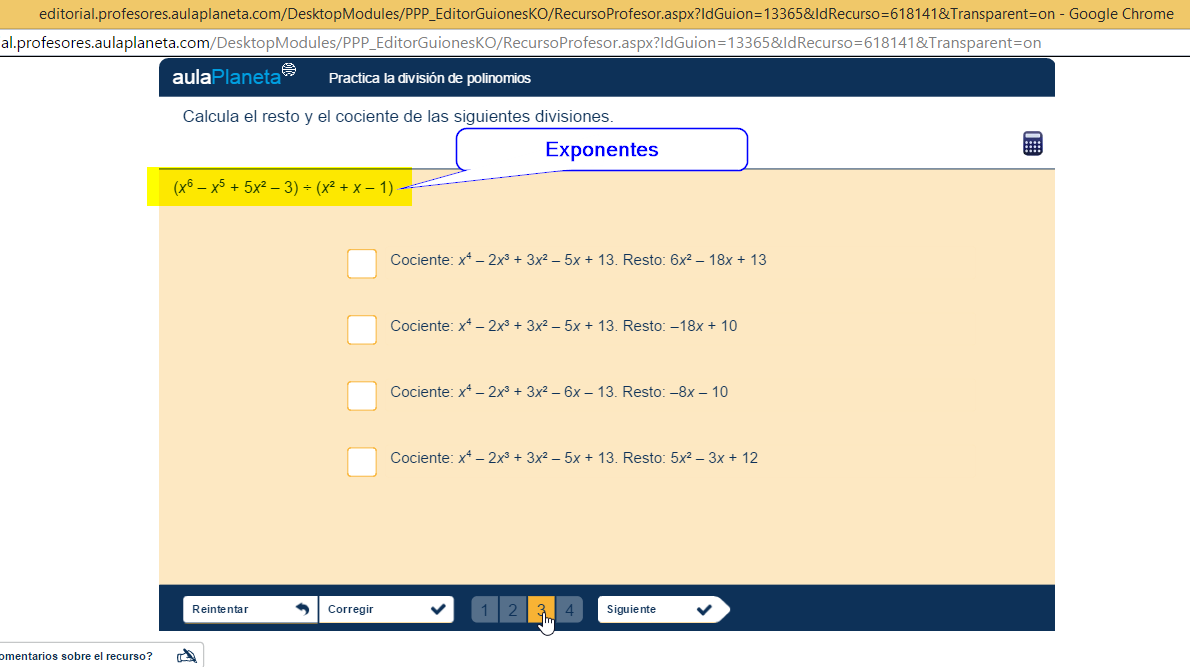 editorial.profesores.aulaplaneta.com/DesktopModules/PPP_EditorGuionesKO/RecursoProfesor.aspx?IdGuion=13365&IdRecurso=618141&Transparent=on - Google Chrome
al.profesores.aulaplaneta.com/DesktopModules/PPP_EditorGuionesKO/RecursoProfesor.aspx?IdGuion=13365&IdRecurso=618141&Transparent=on
aulaPlaneta Practica la división de polinomios
Calcula el resto y el cociente de las siguientes divisiones.
Exponentes
(x⁶ – x⁵ + 5x² – 3) ÷ (x² + x – 1)
Cociente: x⁴ – 2x³ + 3x² – 5x + 13. Resto: 6x² – 18x + 13
Cociente: x⁴ – 2x³ + 3x² – 5x + 13. Resto: –18x + 10
Cociente: x⁴ – 2x³ + 3x² – 6x – 13. Resto: –8x – 10
Cociente: x⁴ – 2x³ + 3x² – 5x + 13. Resto: 5x² – 3x + 12
Reintentar Corregir 1 2 3 4 Siguiente
omentarios sobre el recurso?